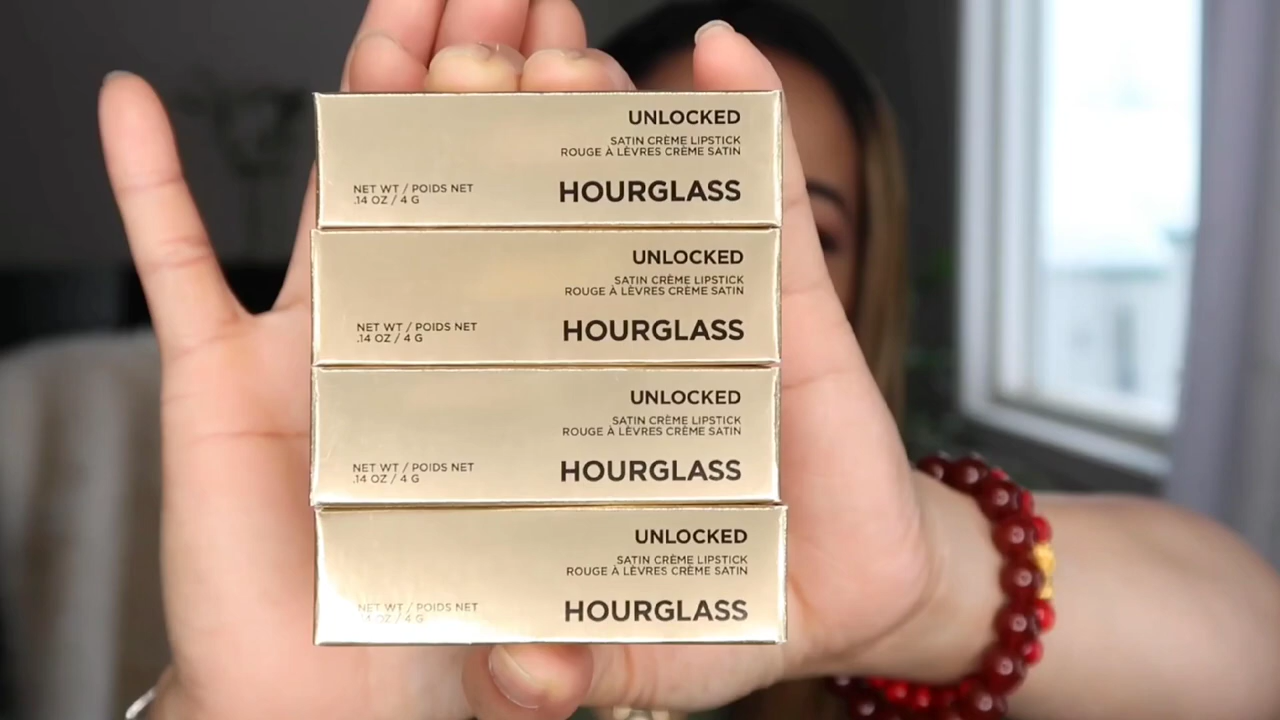 UNLOCKED
SATIN CRÈME LIPSTICK
ROUGE À LÈVRES CRÈME SATIN
NET WT / POIDS NET
.14 OZ / 4 G
HOURGLASS
UNLOCKED
SATIN CRÈME LIPSTICK
ROUGE À LÈVRES CRÈME SATIN
NET WT / POIDS NET
.14 OZ / 4 G
HOURGLASS
UNLOCKED
SATIN CRÈME LIPSTICK
ROUGE À LÈVRES CRÈME SATIN
NET WT / POIDS NET
.14 OZ / 4 G
HOURGLASS
UNLOCKED
SATIN CRÈME LIPSTICK
ROUGE À LÈVRES CRÈME SATIN
NET WT / POIDS NET
.14 OZ / 4 G
HOURGLASS